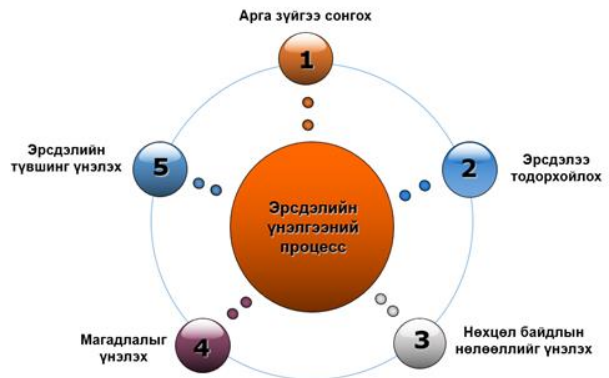 Арга зүйгээ сонгох
1
Эрсдэлээ
тодорхойлох
2
Нөхцөл байдлын
нөлөөллийг үнэлэх
3
Магадлалыг
үнэлэх
4
Эрсдэлийн
түвшинг үнэлэх
5
Эрсдэлийн
үнэлгээний
процесс